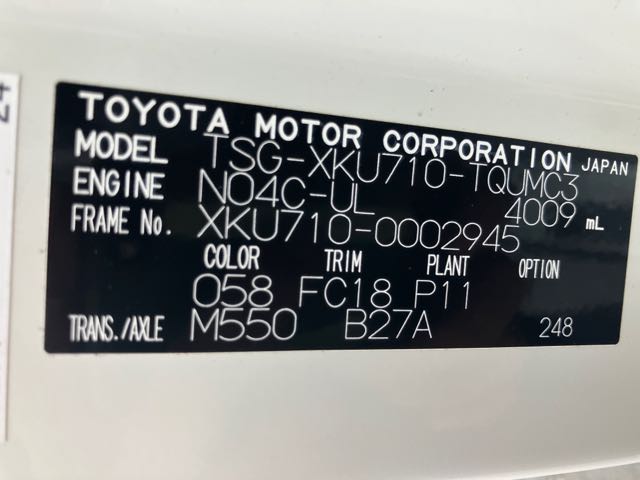 TOYOTA MOTOR CORPORATION JAPAN
MODEL TSG-XKU710-TQUMC3
ENGINE N04C-UL 4009 mL
FRAME No. XKU710-0002945
COLOR TRIM PLANT OPTION
058 FC18 P11
TRANS./AXLE M550 B27A 248